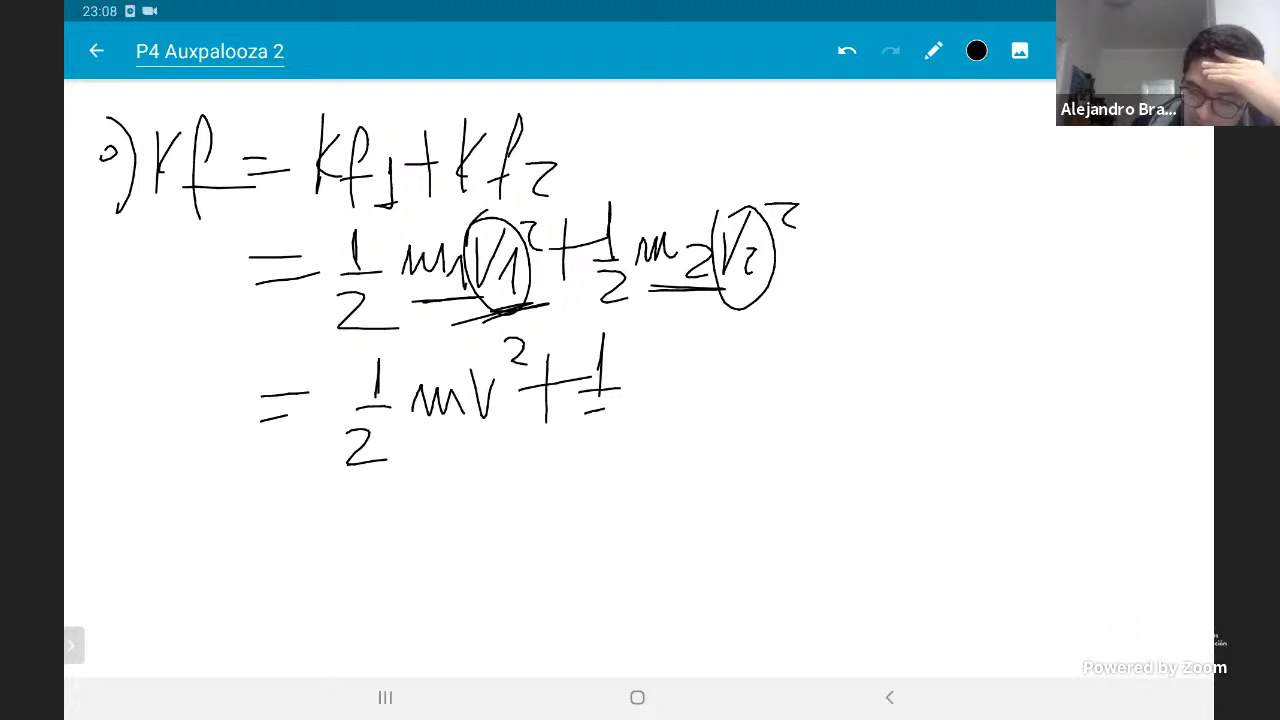 23:08
P4 Auxpalooza 2
Alejandro Bra...
o) Kf = Kf1 + Kf2
= 1/2 m1 V1² + 1/2 m2 V2²
= 1/2 mv² + 1
Powered by Zoom